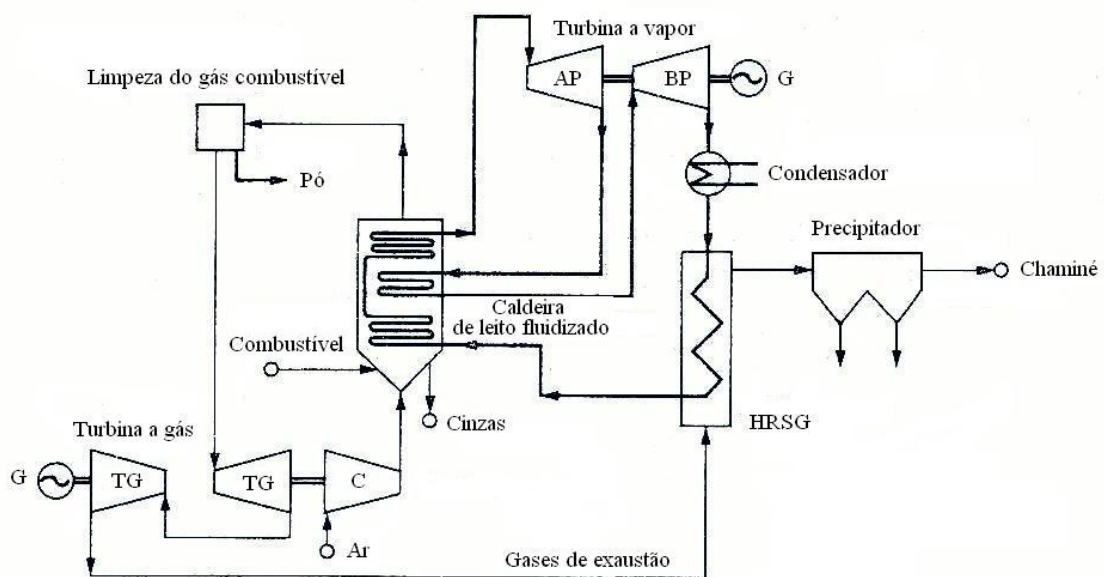 Turbina a vapor
Limpeza do gás combustível
AP
BP
G
Pó
Condensador
Precipitador
Chaminé
Caldeira
de leito fluidizado
Combustível
Cinzas
HRSG
Turbina a gás
G
TG
TG
C
Ar
Gases de exaustão